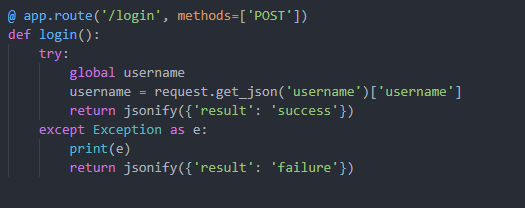 @ app.route('/login', methods=['POST'])
def login():
    try:
        global username
        username = request.get_json('username')['username']
        return jsonify({'result': 'success'})
    except Exception as e:
        print(e)
        return jsonify({'result': 'failure'})